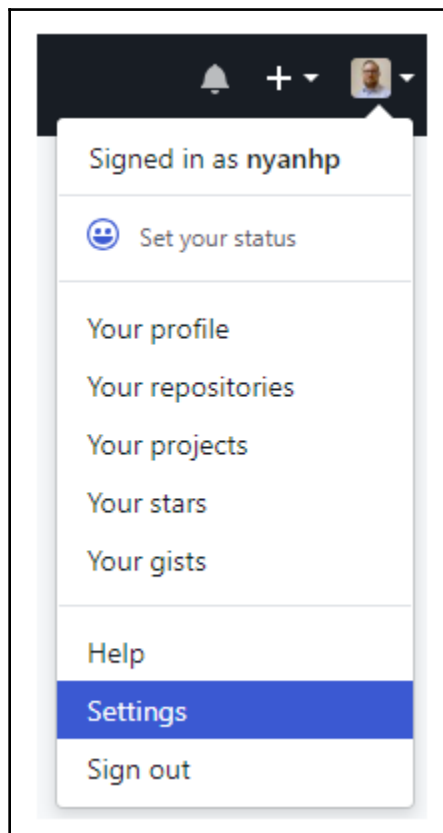 Signed in as nyanhp
Set your status
Your profile
Your repositories
Your projects
Your stars
Your gists
Help
Settings
Sign out